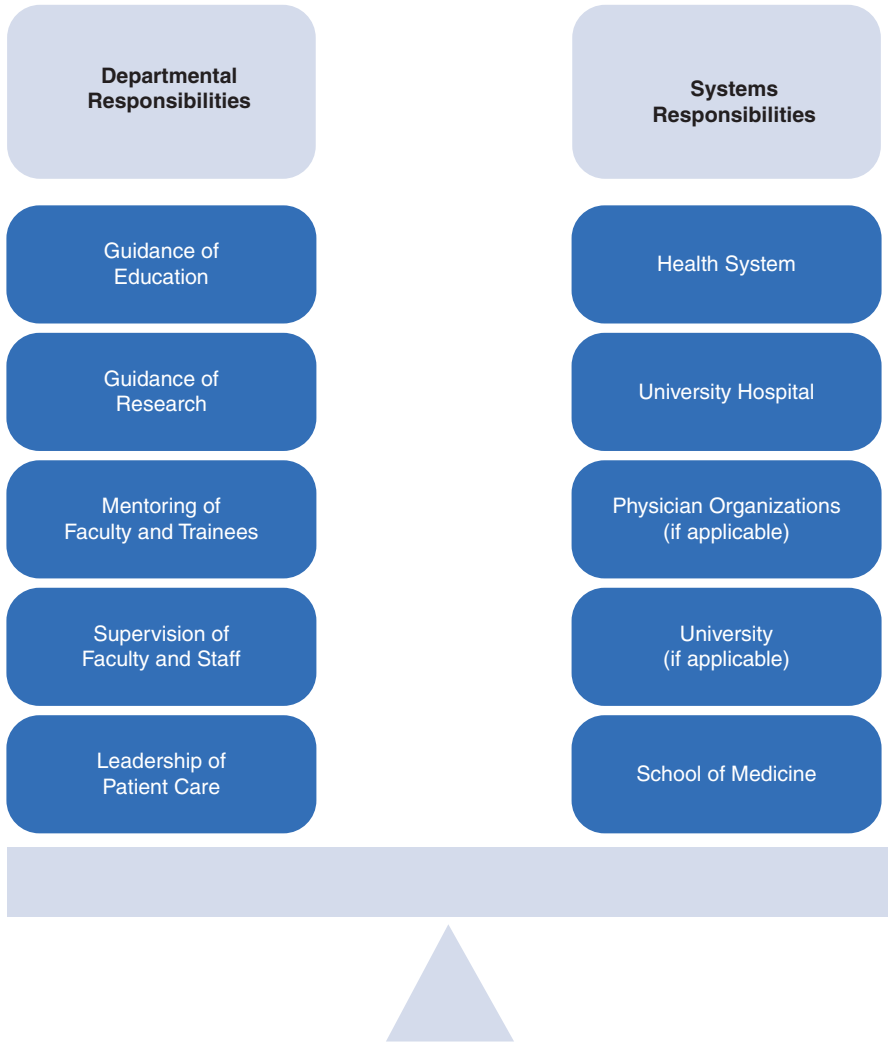 Departmental
Responsibilities
Guidance of
Education
Guidance of
Research
Mentoring of
Faculty and Trainees
Supervision of
Faculty and Staff
Leadership of
Patient Care
Systems
Responsibilities
Health System
University Hospital
Physician Organizations
(if applicable)
University
(if applicable)
School of Medicine